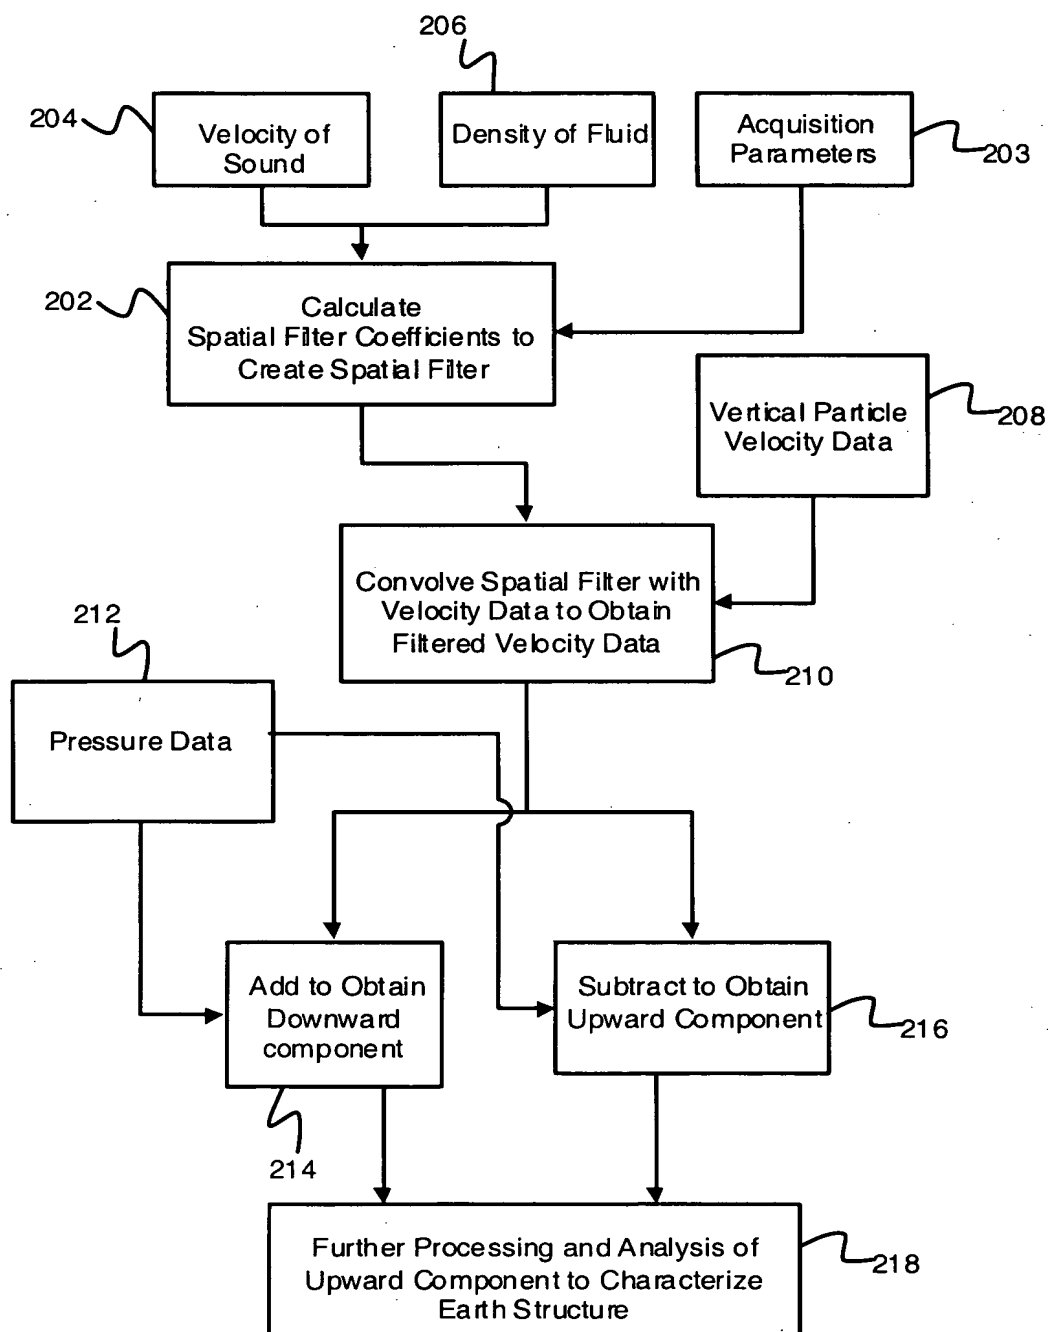 206
204
Velocity of
Sound
Density of Fluid
Acquisition
Parameters
203
202
Calculate
Spatial Filter Coefficients to
Create Spatial Filter
Vertical Particle
Velocity Data
208
Convolve Spatial Filter with
Velocity Data to Obtain
Filtered Velocity Data
210
212
Pressure Data
Add to Obtain
Downward
component
214
Subtract to Obtain
Upward Component
216
Further Processing and Analysis of
Upward Component to Characterize
Earth Structure
218